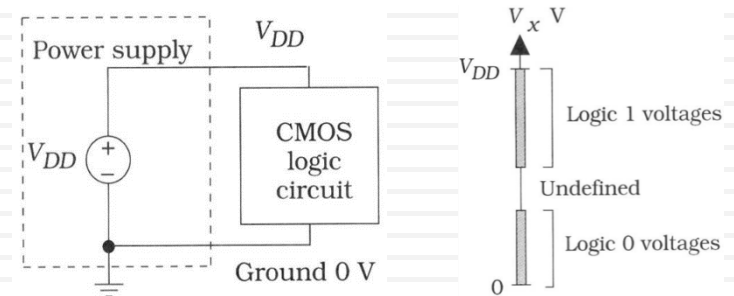 Power supply
V_DD
V_DD
+
−
CMOS
logic
circuit
Ground 0 V
V_x V
V_DD
Logic 1 voltages
Undefined
Logic 0 voltages
0